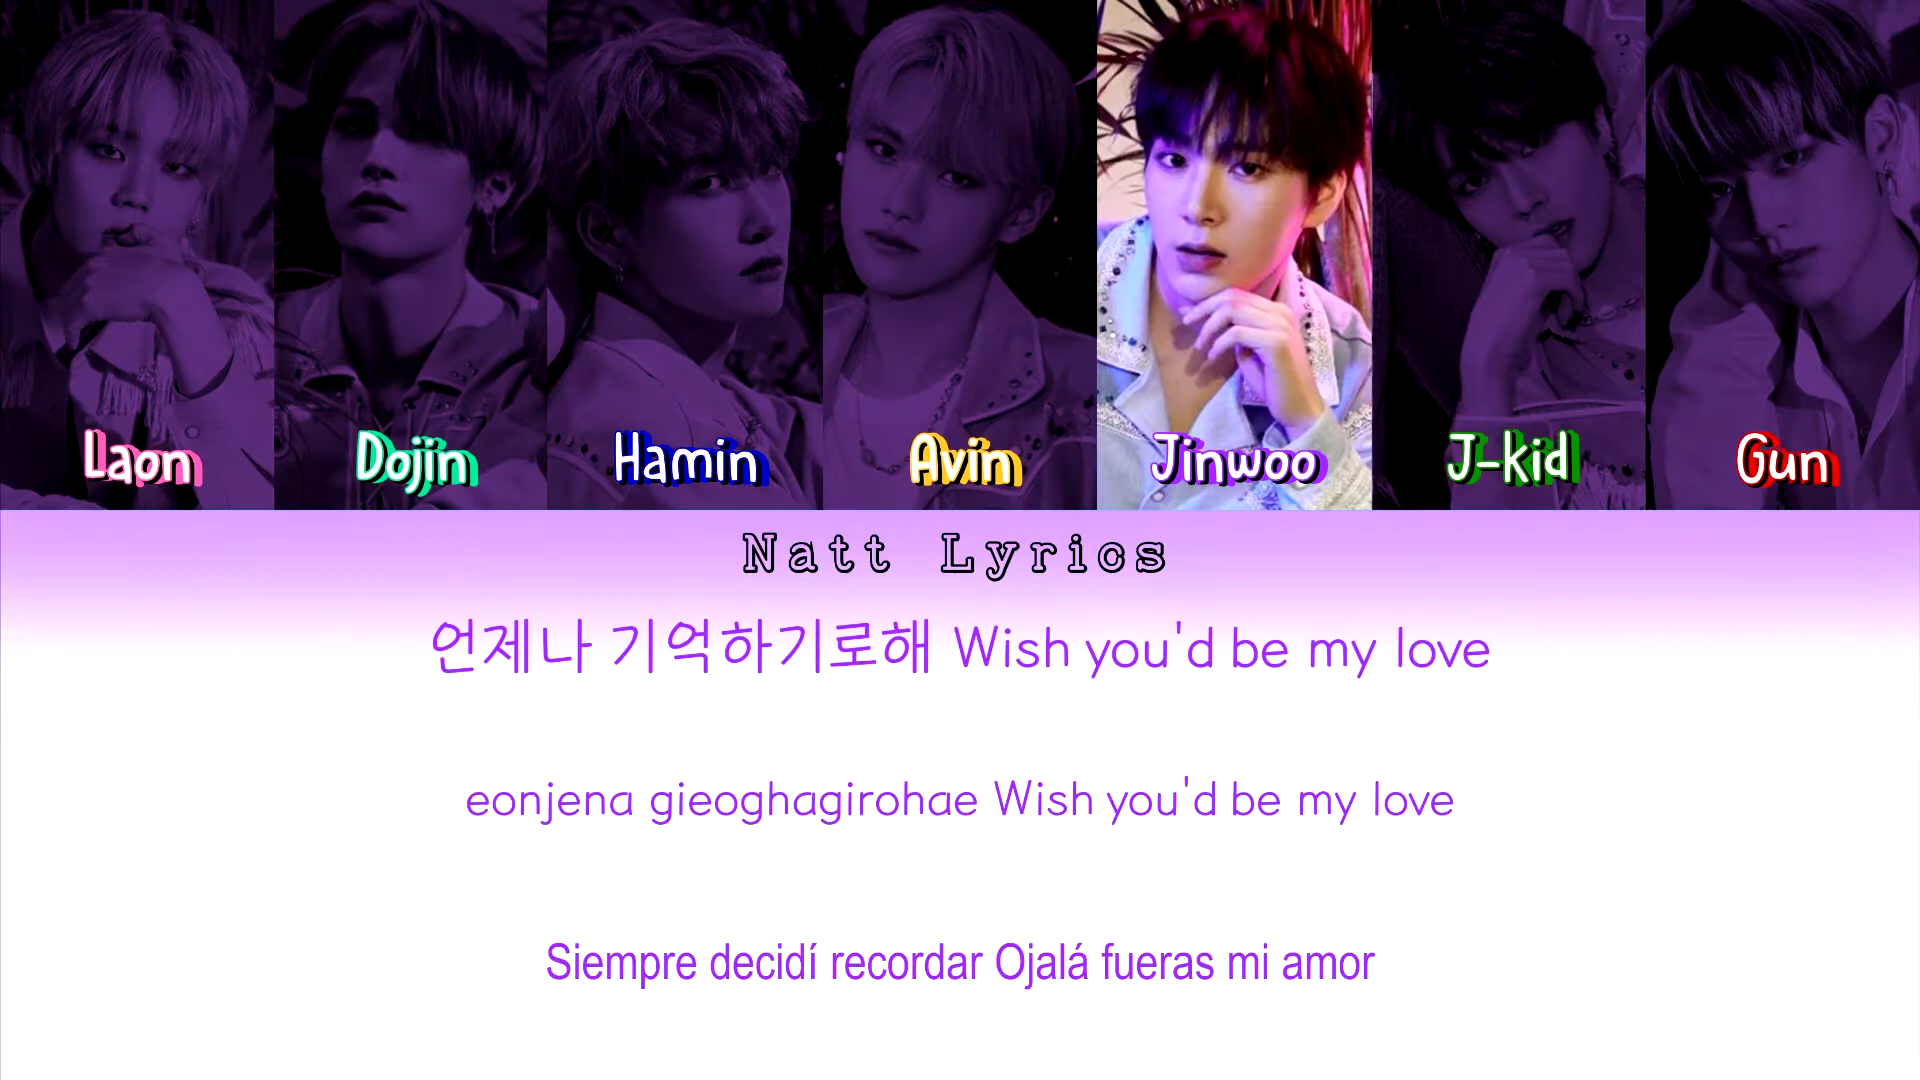 Laon Dojin Hamin Avin Jinwoo J-kid Gun
Natt Lyrics
언제나 기억하기로해 Wish you'd be my love
eonjena gieoghagirohae Wish you'd be my love
Siempre decidí recordar Ojalá fueras mi amor